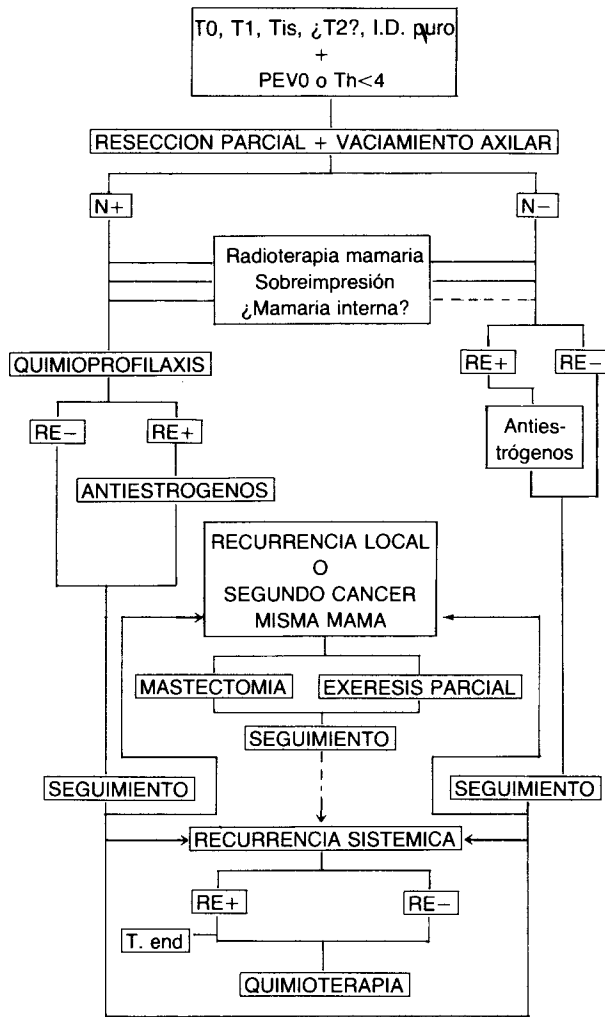 T0, T1, Tis, ¿T2?, I.D. puro
+
PEV0 o Th<4
RESECCION PARCIAL + VACIAMIENTO AXILAR
N+
N−
Radioterapia mamaria
Sobreimpresión
¿Mamaria interna?
QUIMIOPROFILAXIS
RE+
RE−
RE−
RE+
Anties-
trógenos
ANTIESTROGENOS
RECURRENCIA LOCAL
O
SEGUNDO CANCER
MISMA MAMA
MASTECTOMIA
EXERESIS PARCIAL
SEGUIMIENTO
SEGUIMIENTO
SEGUIMIENTO
RECURRENCIA SISTEMICA
RE+
RE−
T. end
QUIMIOTERAPIA